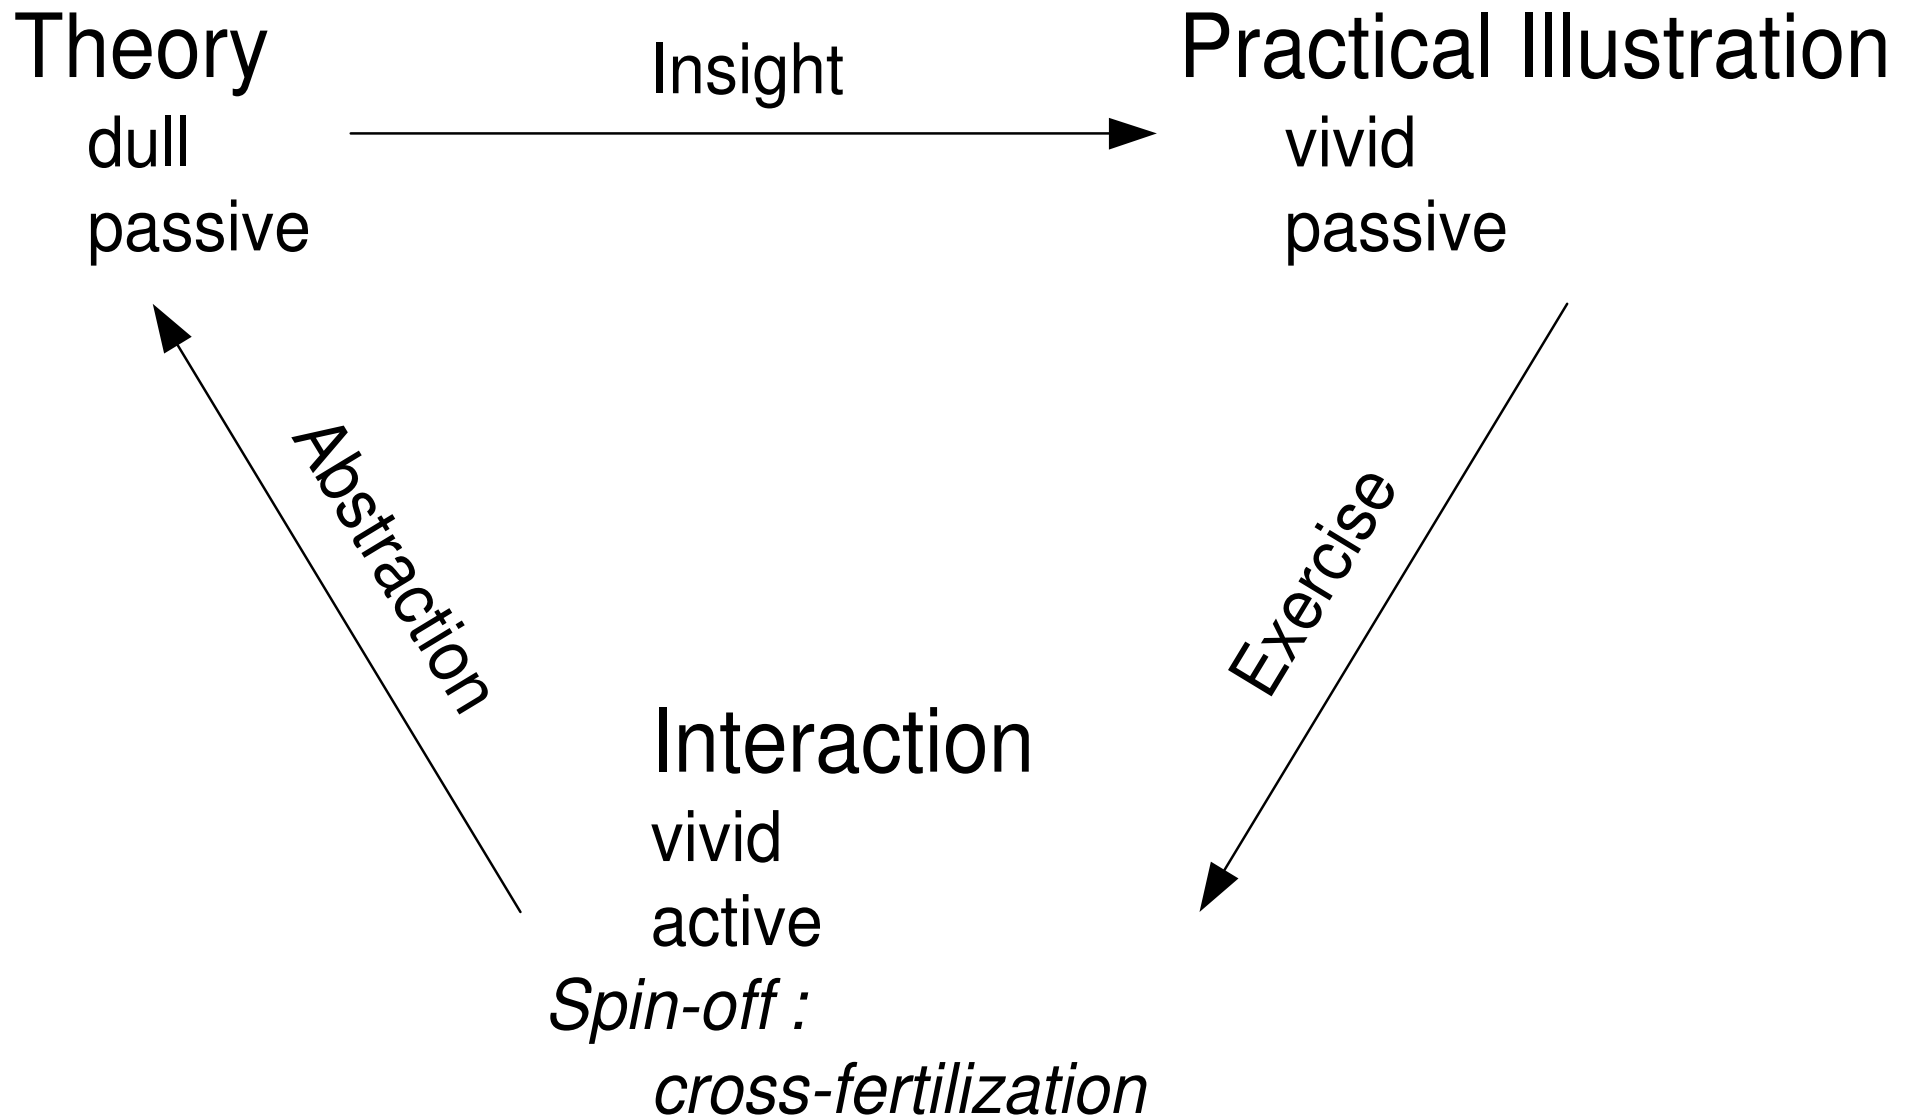 Theory
dull
passive
Insight
Practical Illustration
vivid
passive
Abstraction
Exercise
Interaction
vivid
active
Spin-off :
cross-fertilization